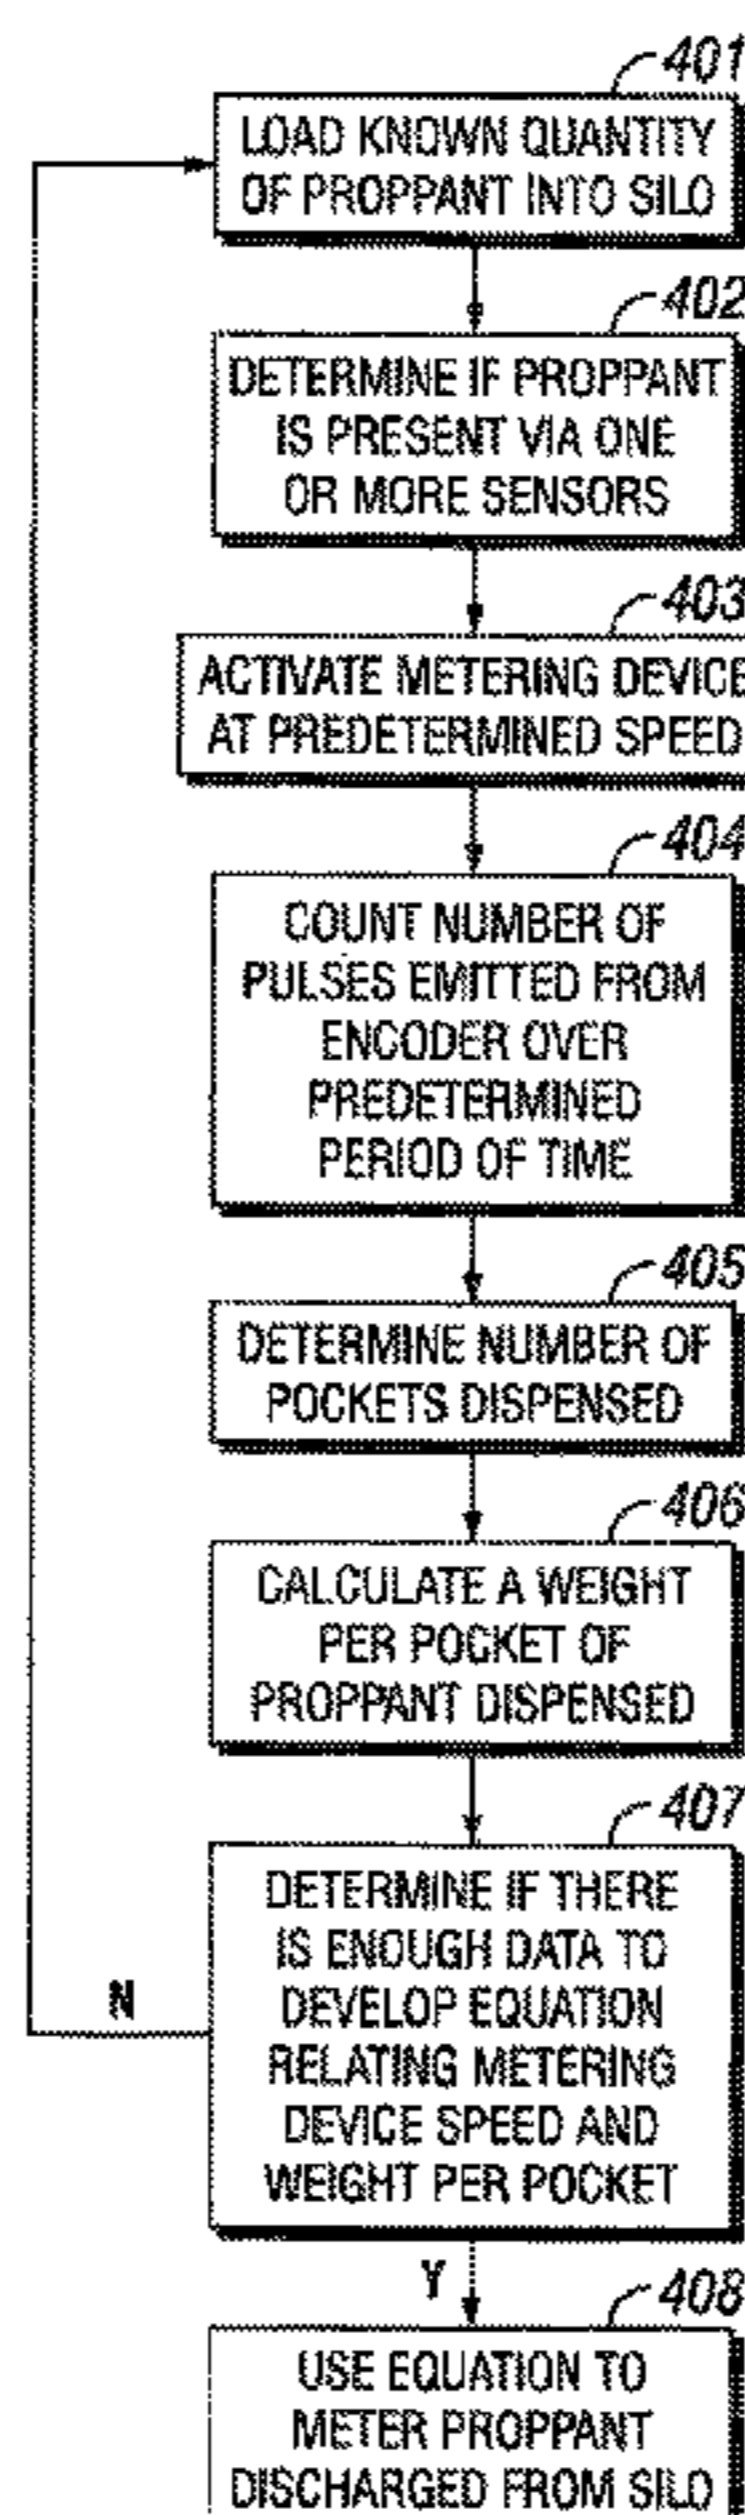 401
LOAD KNOWN QUANTITY
OF PROPPANT INTO SILO
402
DETERMINE IF PROPPANT
IS PRESENT VIA ONE
OR MORE SENSORS
403
ACTIVATE METERING DEVICE
AT PREDETERMINED SPEED
404
COUNT NUMBER OF
PULSES EMITTED FROM
ENCODER OVER
PREDETERMINED
PERIOD OF TIME
405
DETERMINE NUMBER OF
POCKETS DISPENSED
406
CALCULATE A WEIGHT
PER POCKET OF
PROPPANT DISPENSED
407
DETERMINE IF THERE
IS ENOUGH DATA TO
DEVELOP EQUATION
RELATING METERING
DEVICE SPEED AND
WEIGHT PER POCKET
N
Y
408
USE EQUATION TO
METER PROPPANT
DISCHARGED FROM SILO